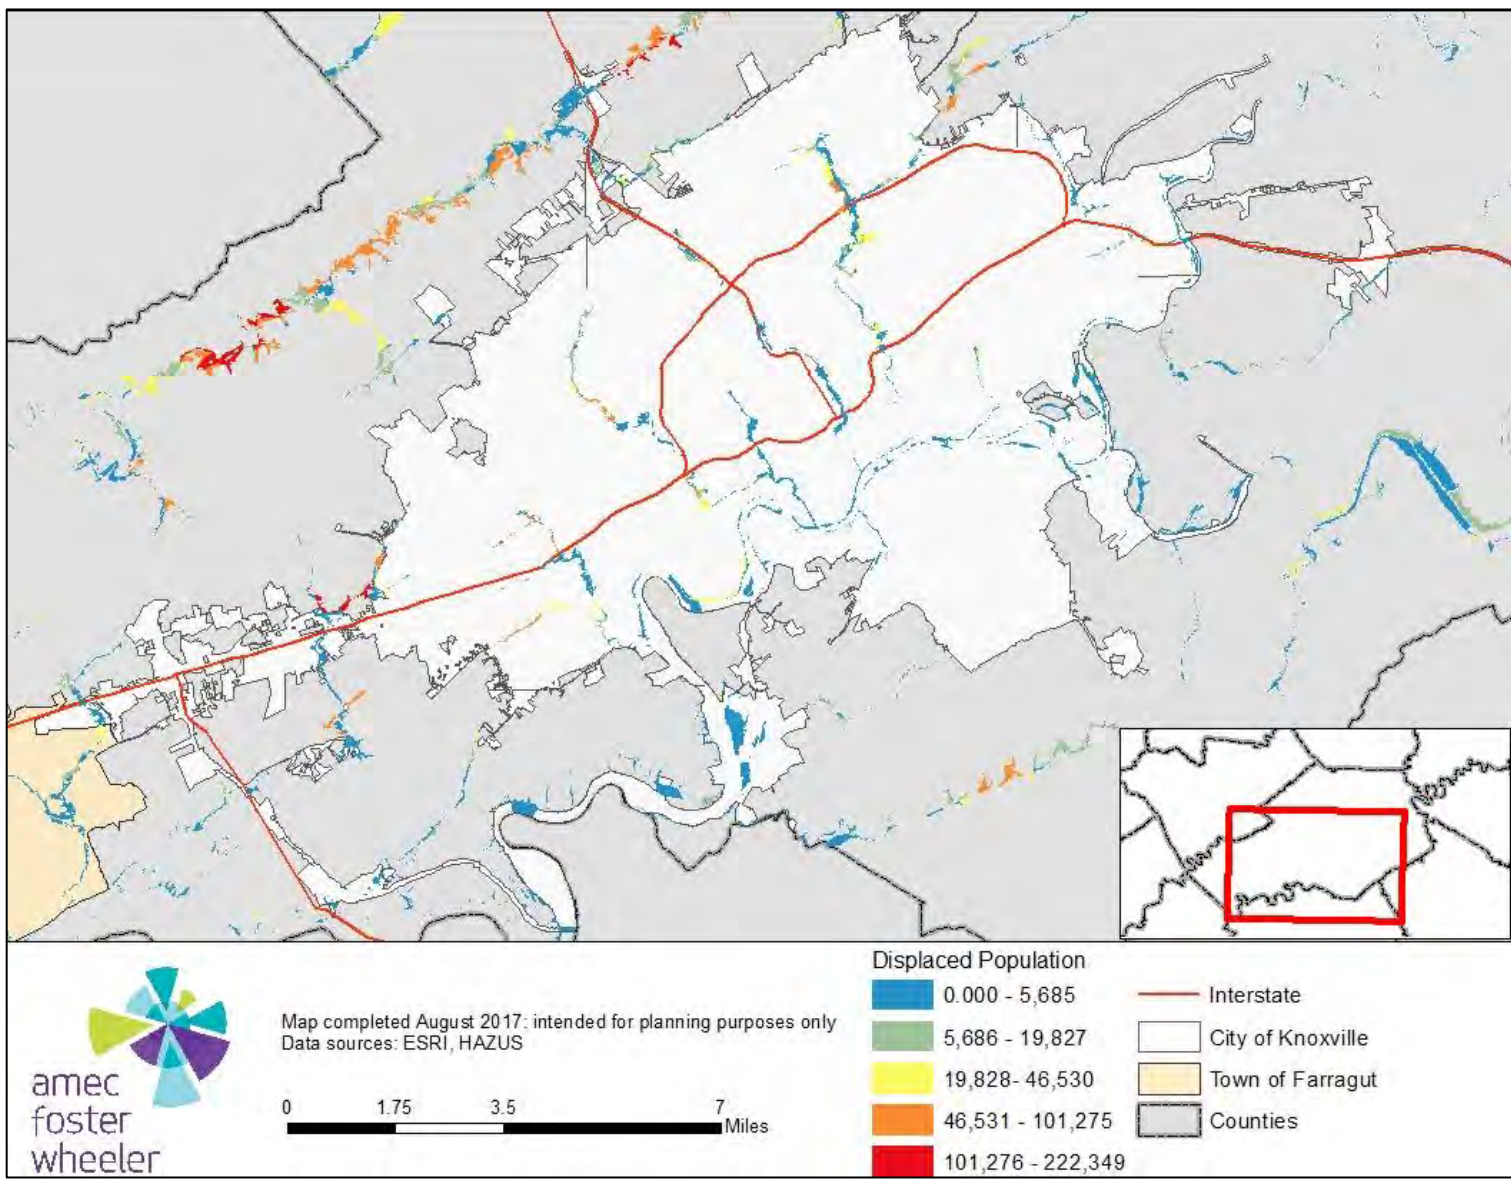 amec
foster
wheeler
Map completed August 2017: intended for planning purposes only
Data sources: ESRI, HAZUS
0 1.75 3.5 7
Miles
Displaced Population
0.000 - 5,685
5,686 - 19,827
19,828- 46,530
46,531 - 101,275
101,276 - 222,349
Interstate
City of Knoxville
Town of Farragut
Counties